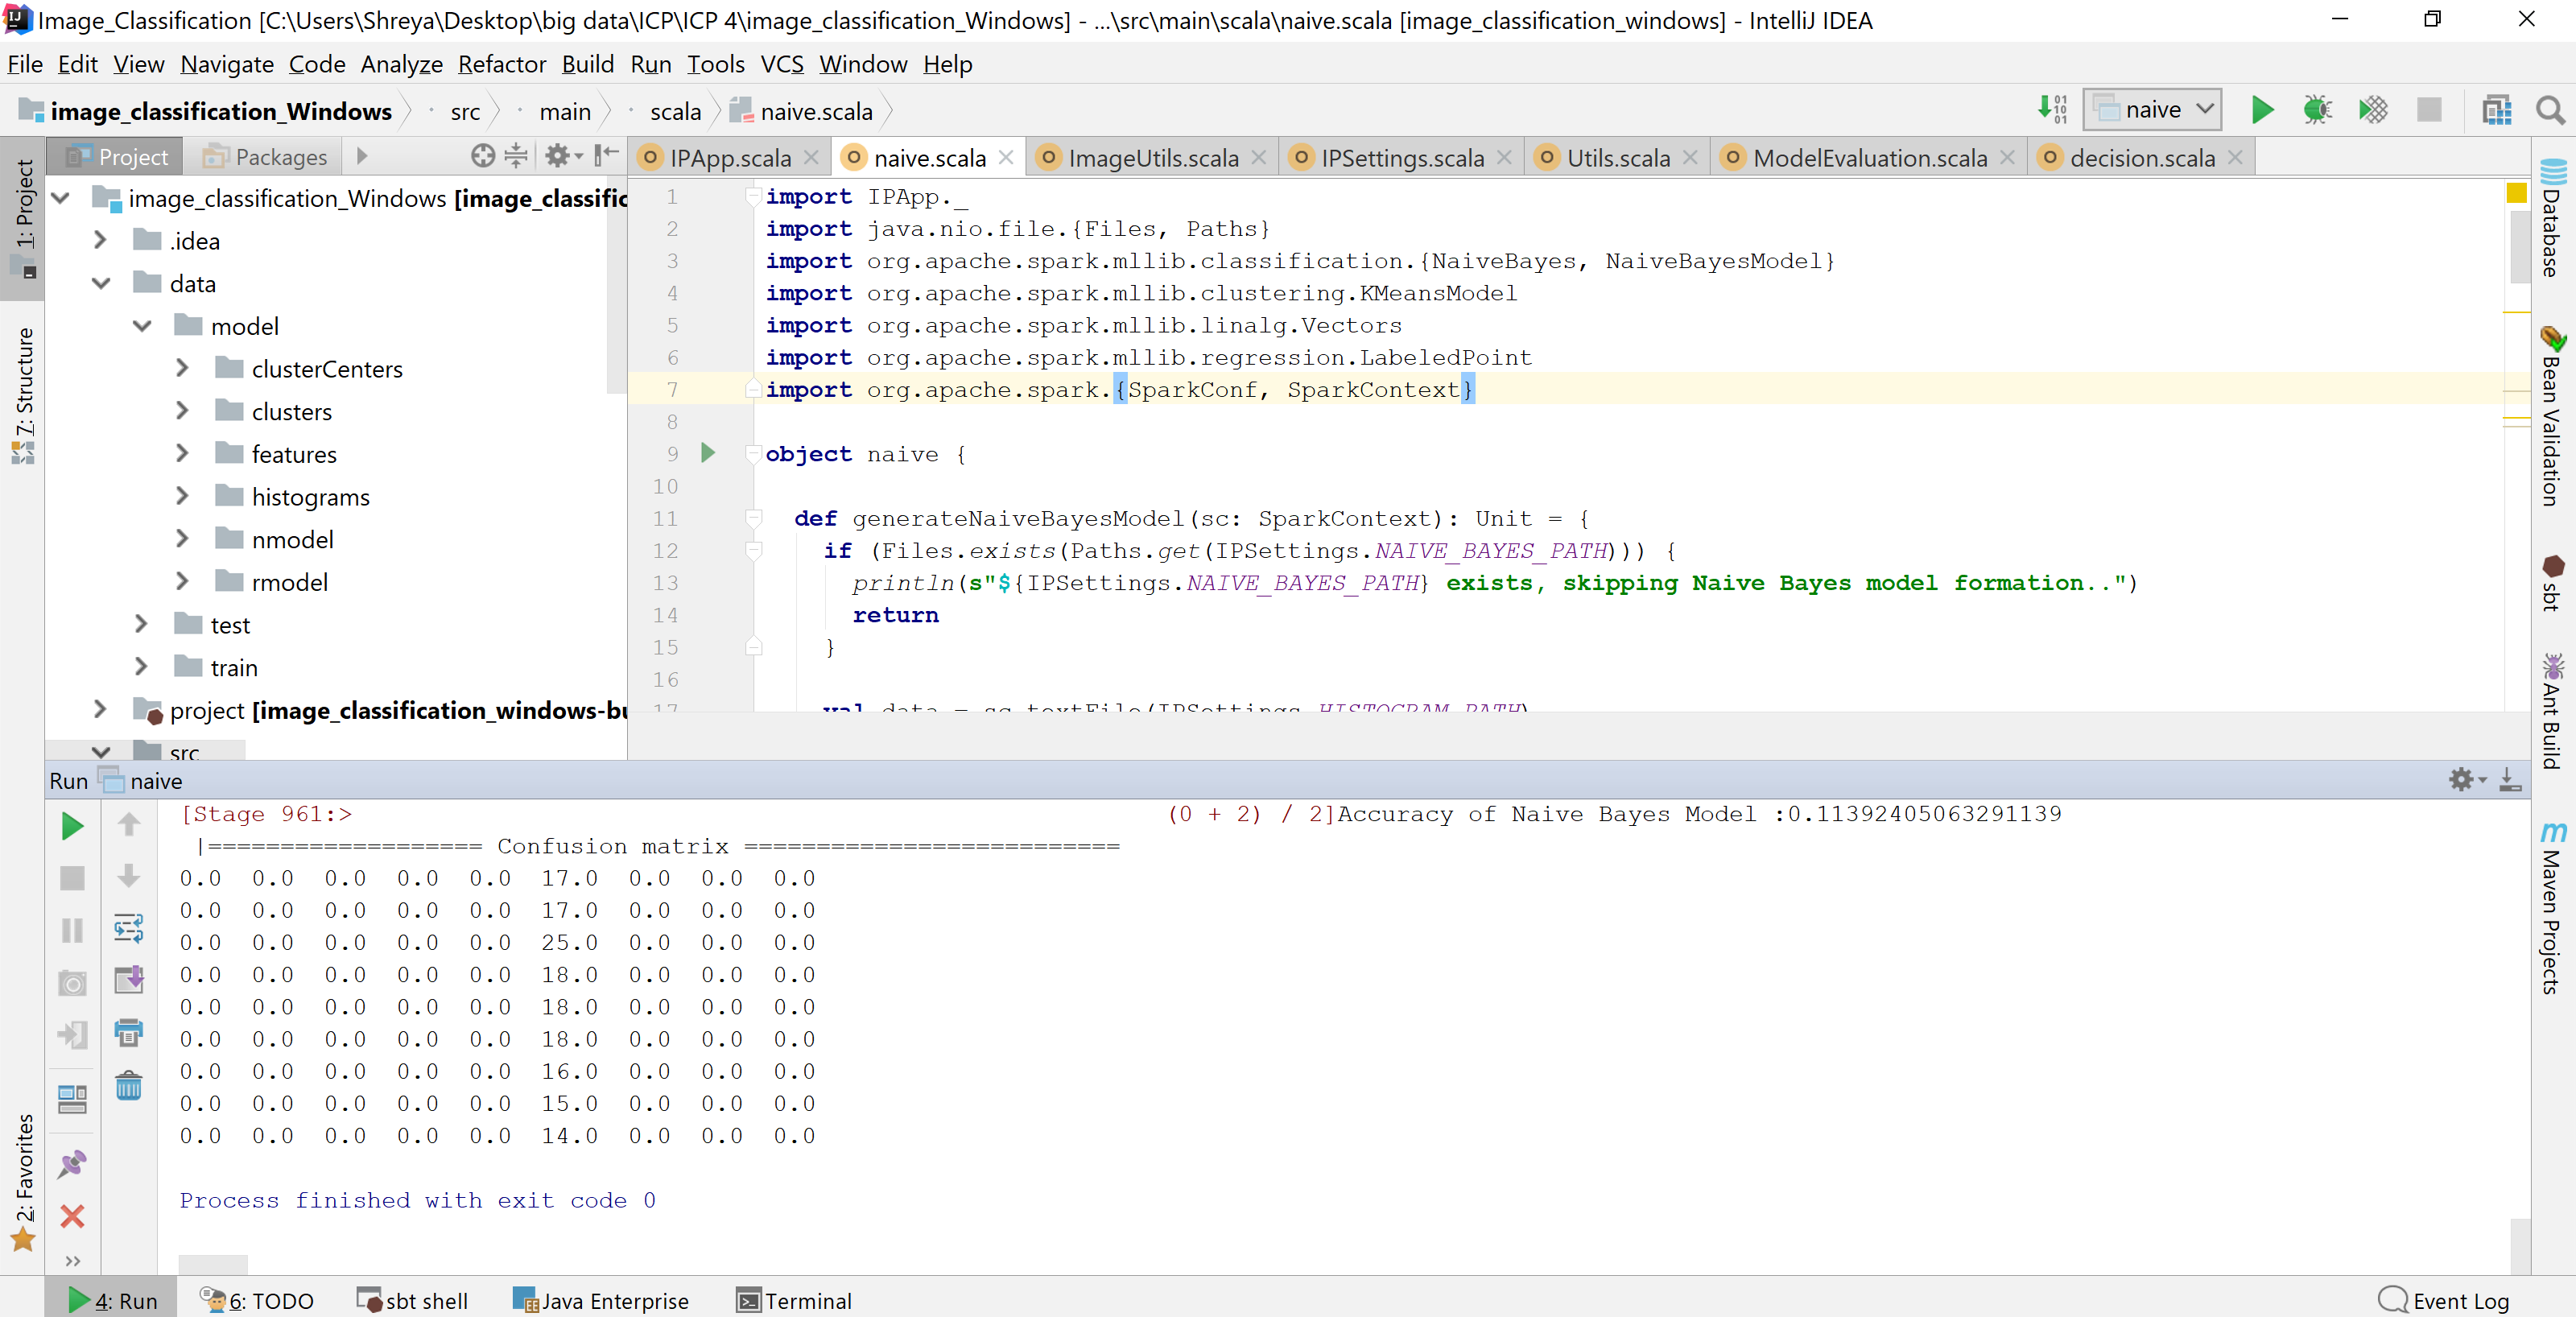 Image_Classification [C:\Users\Shreya\Desktop\big data\ICP\ICP 4\image_classification_Windows] - ...\src\main\scala\naive.scala [image_classification_windows] - IntelliJ IDEA
File Edit View Navigate Code Analyze Refactor Build Run Tools VCS Window Help
image_classification_Windows src main scala naive.scala
naive
Project Packages
IPApp.scala naive.scala ImageUtils.scala IPSettings.scala Utils.scala ModelEvaluation.scala decision.scala
1: Project
7: Structure
2: Favorites
image_classification_Windows [image_classific
.idea
data
model
clusterCenters
clusters
features
histograms
nmodel
rmodel
test
train
project [image_classification_windows-bu
src
1 import IPApp._
2 import java.nio.file.{Files, Paths}
3 import org.apache.spark.mllib.classification.{NaiveBayes, NaiveBayesModel}
4 import org.apache.spark.mllib.clustering.KMeansModel
5 import org.apache.spark.mllib.linalg.Vectors
6 import org.apache.spark.mllib.regression.LabeledPoint
7 import org.apache.spark.{SparkConf, SparkContext}
8
9 object naive {
10
11 def generateNaiveBayesModel(sc: SparkContext): Unit = {
12 if (Files.exists(Paths.get(IPSettings.NAIVE_BAYES_PATH))) {
13 println(s"${IPSettings.NAIVE_BAYES_PATH} exists, skipping Naive Bayes model formation..")
14 return
15 }
16
17 val data = sc.textFile(IPSettings.HISTOGRAM_PATH)
Database
Bean Validation
sbt
Ant Build
Maven Projects
Run naive
[Stage 961:> (0 + 2) / 2]Accuracy of Naive Bayes Model :0.11392405063291139
|=================== Confusion matrix ==========================
0.0 0.0 0.0 0.0 0.0 17.0 0.0 0.0 0.0
0.0 0.0 0.0 0.0 0.0 17.0 0.0 0.0 0.0
0.0 0.0 0.0 0.0 0.0 25.0 0.0 0.0 0.0
0.0 0.0 0.0 0.0 0.0 18.0 0.0 0.0 0.0
0.0 0.0 0.0 0.0 0.0 18.0 0.0 0.0 0.0
0.0 0.0 0.0 0.0 0.0 18.0 0.0 0.0 0.0
0.0 0.0 0.0 0.0 0.0 16.0 0.0 0.0 0.0
0.0 0.0 0.0 0.0 0.0 15.0 0.0 0.0 0.0
0.0 0.0 0.0 0.0 0.0 14.0 0.0 0.0 0.0
Process finished with exit code 0
4: Run 6: TODO sbt shell Java Enterprise Terminal Event Log